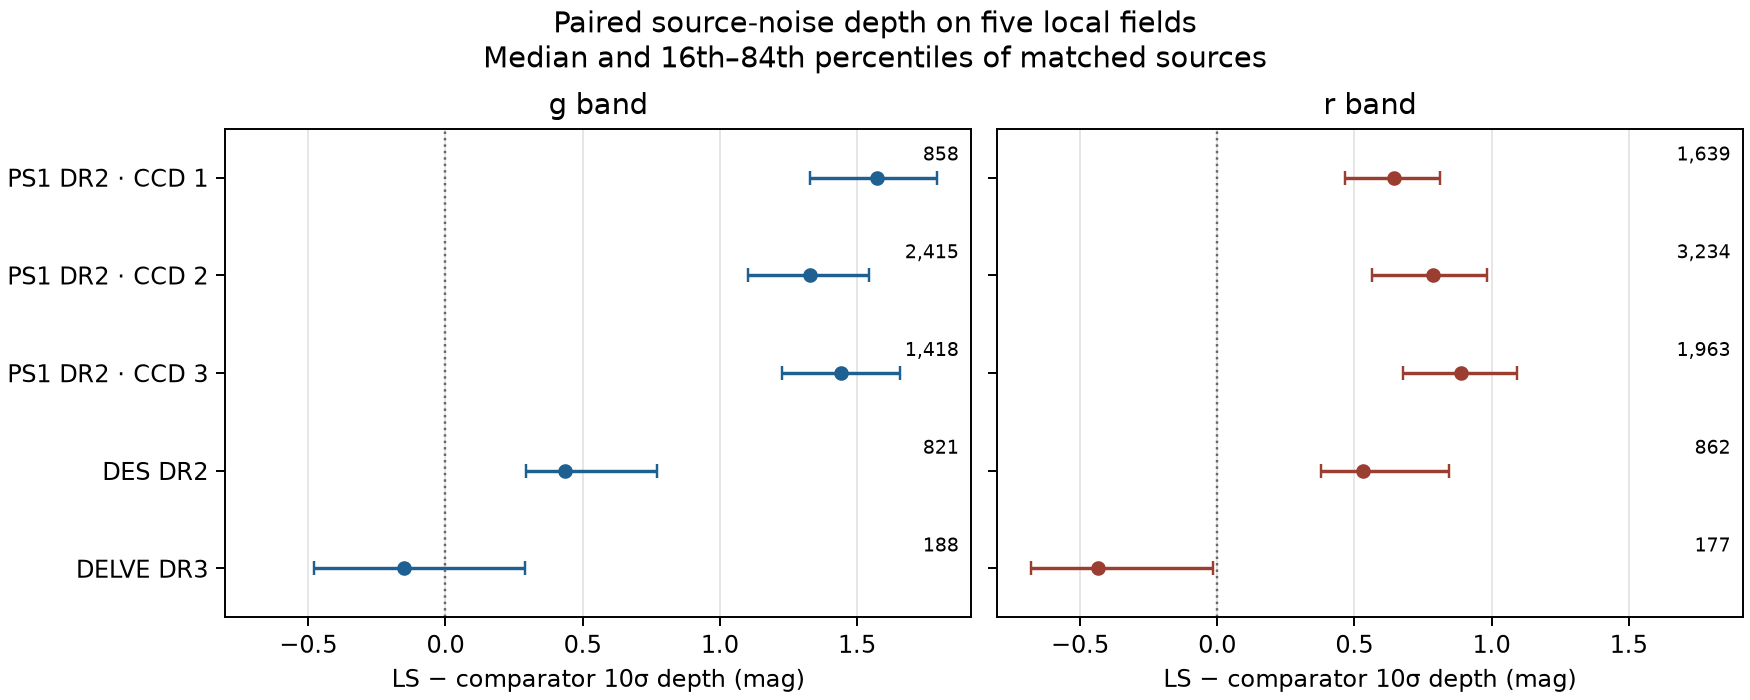 Paired source-noise depth on five local fields
Median and 16th–84th percentiles of matched sources
g band
r band
PS1 DR2 · CCD 1
858
1,639
PS1 DR2 · CCD 2
2,415
3,234
PS1 DR2 · CCD 3
1,418
1,963
DES DR2
821
862
DELVE DR3
188
177
−0.5 0.0 0.5 1.0 1.5
−0.5 0.0 0.5 1.0 1.5
LS − comparator 10σ depth (mag)
LS − comparator 10σ depth (mag)